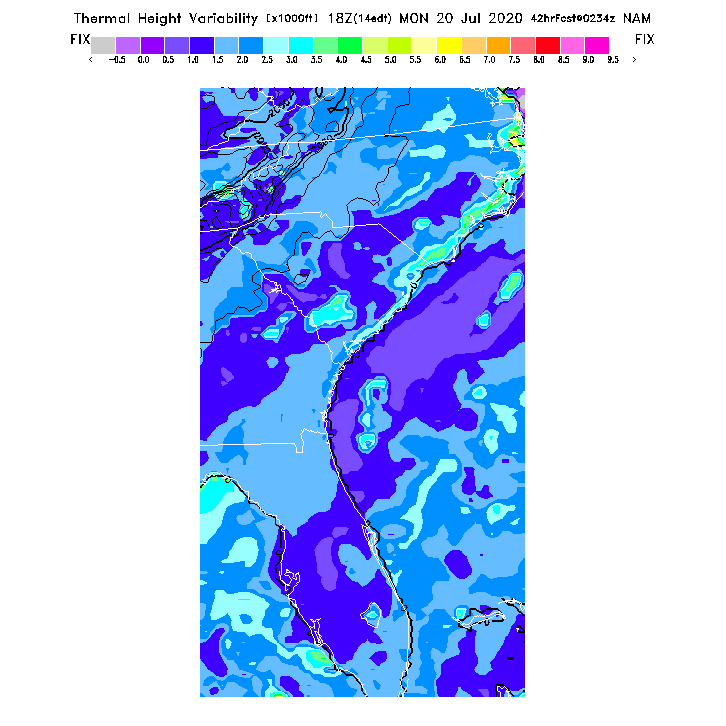 Thermal Height Variability [x1000ft] 18Z(14edt) MON 20 Jul 2020 42hrFcst@0234z NAM
FIX FIX
< -0.5 0.0 0.5 1.0 1.5 2.0 2.5 3.0 3.5 4.0 4.5 5.0 5.5 6.0 6.5 7.0 7.5 8.0 8.5 9.0 9.5 >